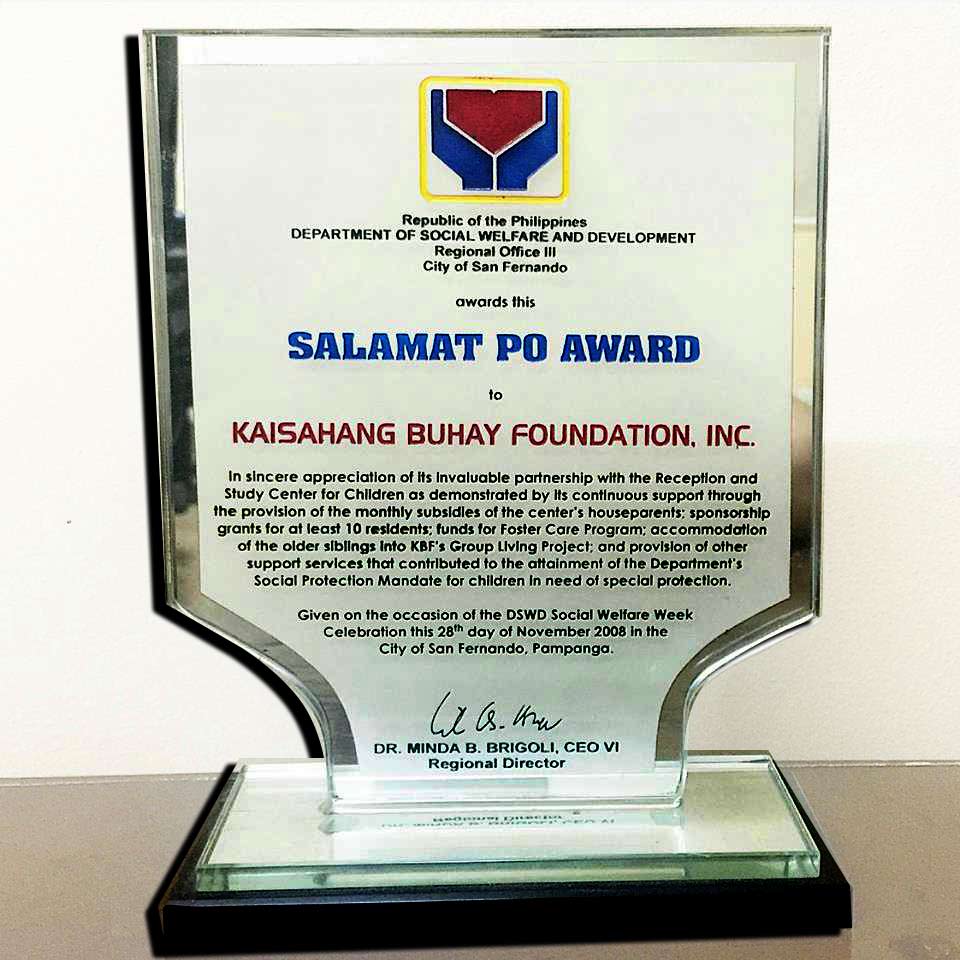 Republic of the Philippines
DEPARTMENT OF SOCIAL WELFARE AND DEVELOPMENT
Regional Office III
City of San Fernando
awards this
SALAMAT PO AWARD
to
KAISAHANG BUHAY FOUNDATION, INC.
In sincere appreciation of its invaluable partnership with the Reception and
Study Center for Children as demonstrated by its continuous support through
the provision of the monthly subsidies of the center's houseparents; sponsorship
grants for at least 10 residents; funds for Foster Care Program; accommodation
of the older siblings into KBF's Group Living Project; and provision of other
support services that contributed to the attainment of the Department's
Social Protection Mandate for children in need of special protection.
Given on the occasion of the DSWD Social Welfare Week
Celebration this 28th day of November 2008 in the
City of San Fernando, Pampanga.
DR. MINDA B. BRIGOLI, CEO VI
Regional Director